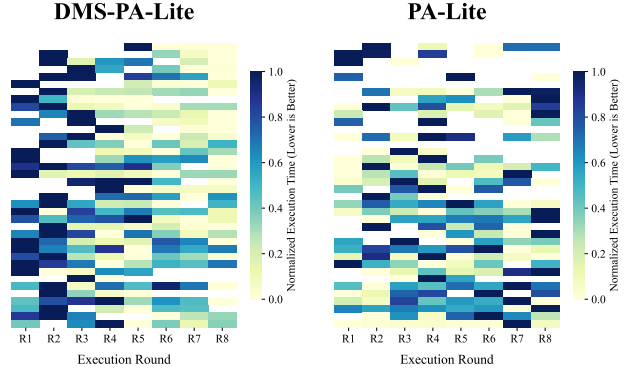 DMS-PA-Lite
PA-Lite
1.0
0.8
0.6
0.4
0.2
0.0
Normalized Execution Time (Lower is Better)
R1 R2 R3 R4 R5 R6 R7 R8
Execution Round
1.0
0.8
0.6
0.4
0.2
0.0
Normalized Execution Time (Lower is Better)
R1 R2 R3 R4 R5 R6 R7 R8
Execution Round